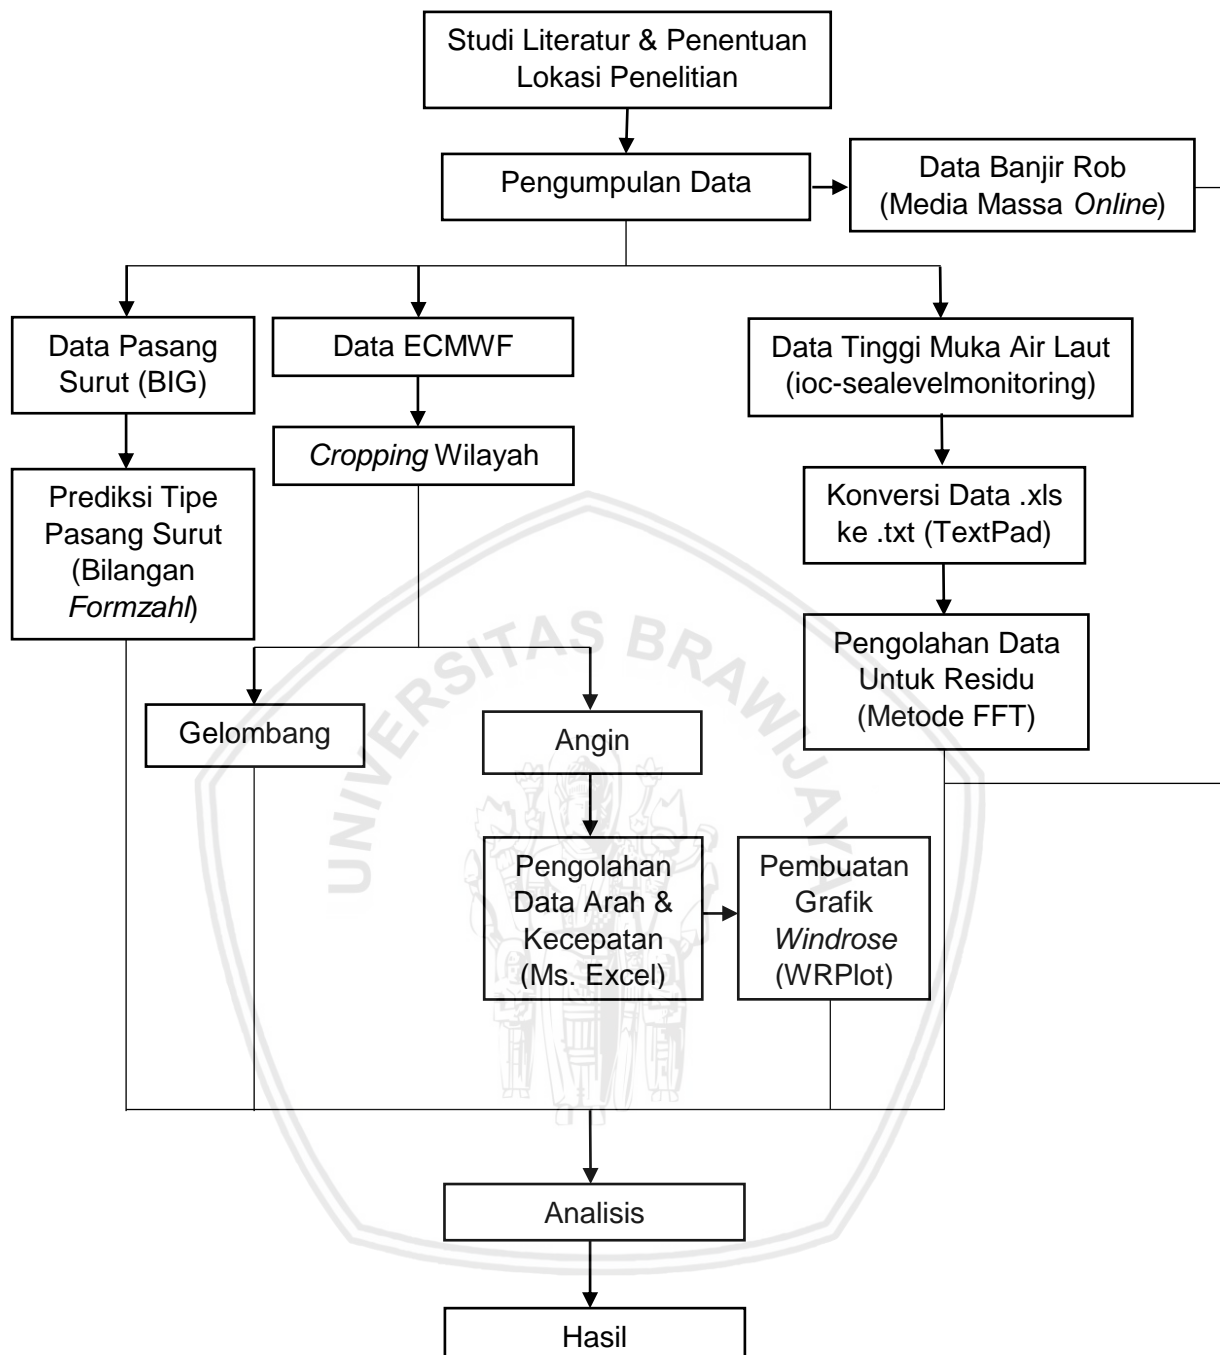 Studi Literatur & Penentuan
Lokasi Penelitian
Pengumpulan Data
Data Banjir Rob
(Media Massa Online)
Data Pasang
Surut (BIG)
Data ECMWF
Data Tinggi Muka Air Laut
(ioc-sealevelmonitoring)
Cropping Wilayah
Prediksi Tipe
Pasang Surut
(Bilangan
Formzahl)
Konversi Data .xls
ke .txt (TextPad)
Pengolahan Data
Untuk Residu
(Metode FFT)
Gelombang
Angin
Pengolahan
Data Arah &
Kecepatan
(Ms. Excel)
Pembuatan
Grafik
Windrose
(WRPlot)
Analisis
Hasil
UNIVERSITAS BRAWIJAYA